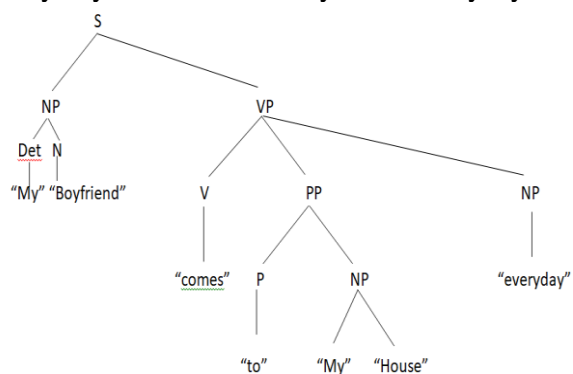 S
NP VP
Det N
"My" "Boyfriend" V PP NP
"comes" P NP "everyday"
"to" "My" "House"